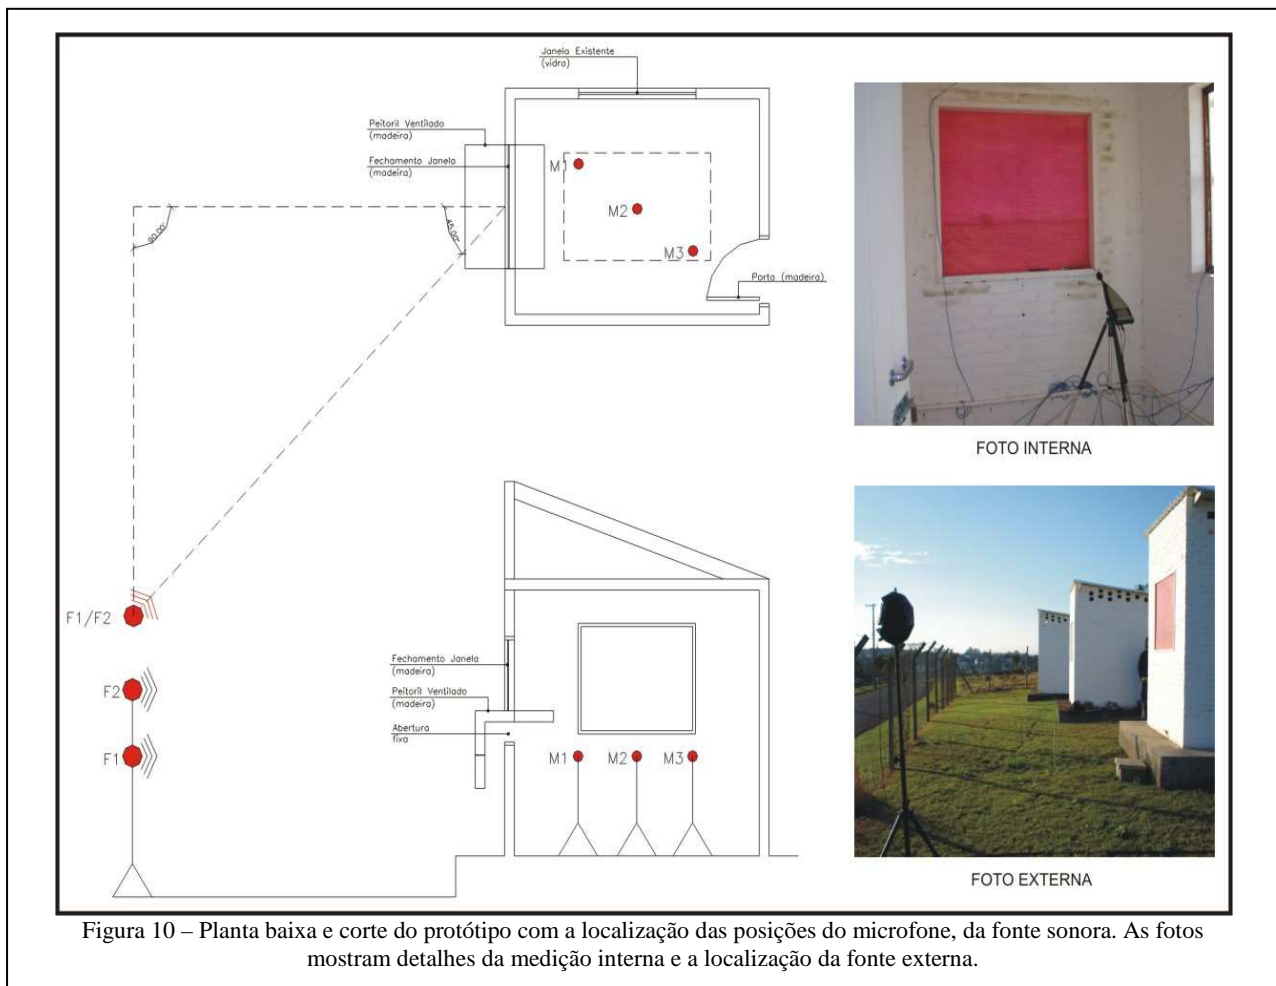 Janela Existente
(vidro)
Peitoril Ventilado
(madeira)
Fechamento Janela
(madeira)
M1
M2
M3
90.00°
45.00°
Porta (madeira)
FOTO INTERNA
F1/F2
F2
F1
Fechamento Janela
(madeira)
Peitoril Ventilado
(madeira)
Abertura
fixa
M1 M2 M3
FOTO EXTERNA
Figura 10 – Planta baixa e corte do protótipo com a localização das posições do microfone, da fonte sonora. As fotos
mostram detalhes da medição interna e a localização da fonte externa.